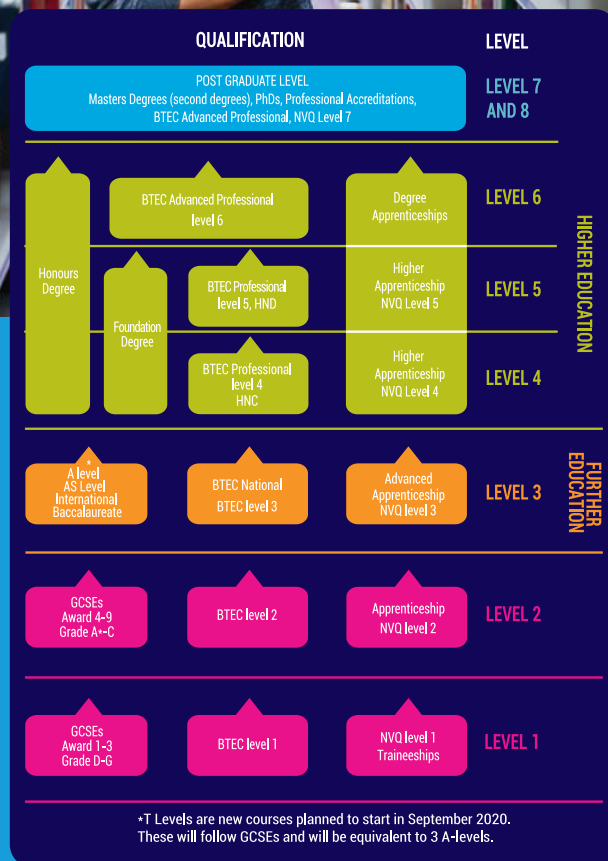 QUALIFICATION
LEVEL
POST GRADUATE LEVEL
Masters Degrees (second degrees), PhDs, Professional Accreditations,
BTEC Advanced Professional, NVQ Level 7
LEVEL 7
AND 8
BTEC Advanced Professional
level 6
Degree
Apprenticeships
LEVEL 6
Honours
Degree
Foundation
Degree
BTEC Professional
level 5, HND
Higher
Apprenticeship
NVQ Level 5
LEVEL 5
BTEC Professional
level 4
HNC
Higher
Apprenticeship
NVQ Level 4
LEVEL 4
HIGHER EDUCATION
*
A level
AS Level
International
Baccalaureate
BTEC National
BTEC level 3
Advanced
Apprenticeship
NVQ level 3
LEVEL 3
FURTHER
EDUCATION
GCSEs
Award 4-9
Grade A*-C
BTEC level 2
Apprenticeship
NVQ level 2
LEVEL 2
GCSEs
Award 1-3
Grade D-G
BTEC level 1
NVQ level 1
Traineeships
LEVEL 1
*T Levels are new courses planned to start in September 2020.
These will follow GCSEs and will be equivalent to 3 A-levels.